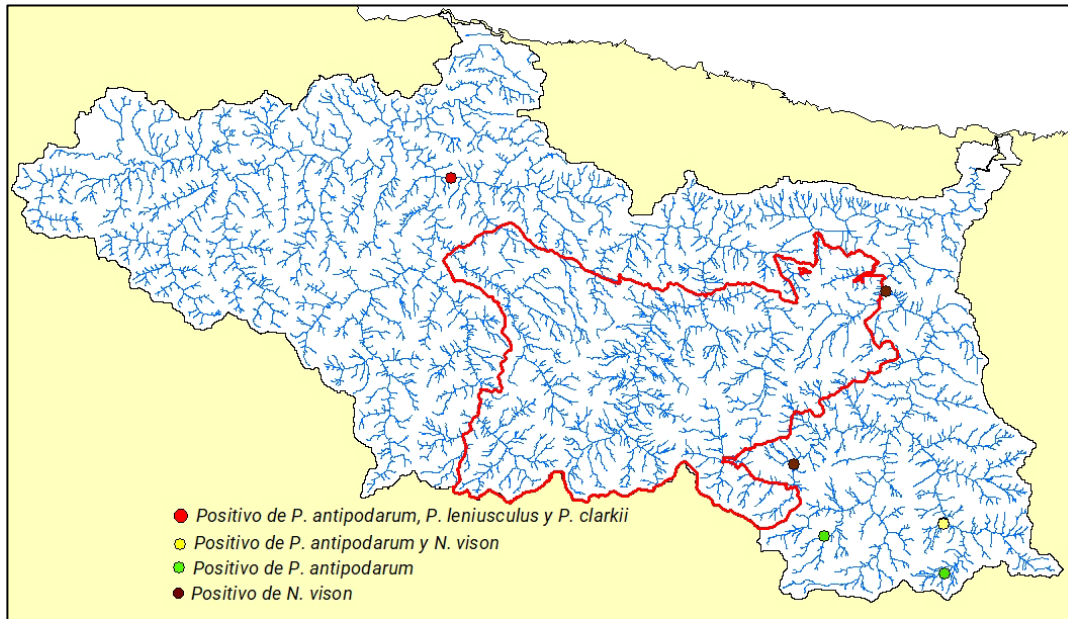 Positivo de P. antipodarum, P. leniusculus y P. clarkii
Positivo de P. antipodarum y N. vison
Positivo de P. antipodarum
Positivo de N. vison